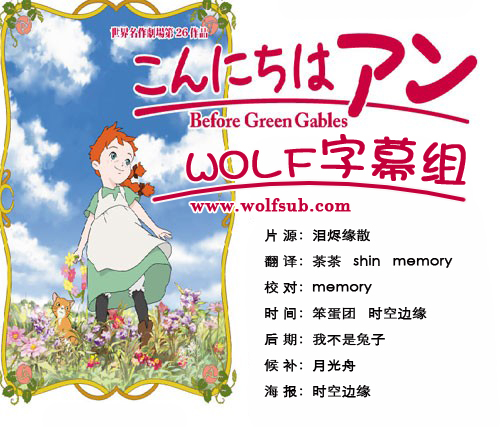 世界名作劇場第26作品
こんにちは アン
Before Green Gables
WOLF字幕组
www.wolfsub.com
片 源：泪烬缘散
翻 译：茶茶 shin memory
校 对：memory
时 间：笨蛋团 时空边缘
后 期：我不是兔子
候 补：月光舟
海 报：时空边缘